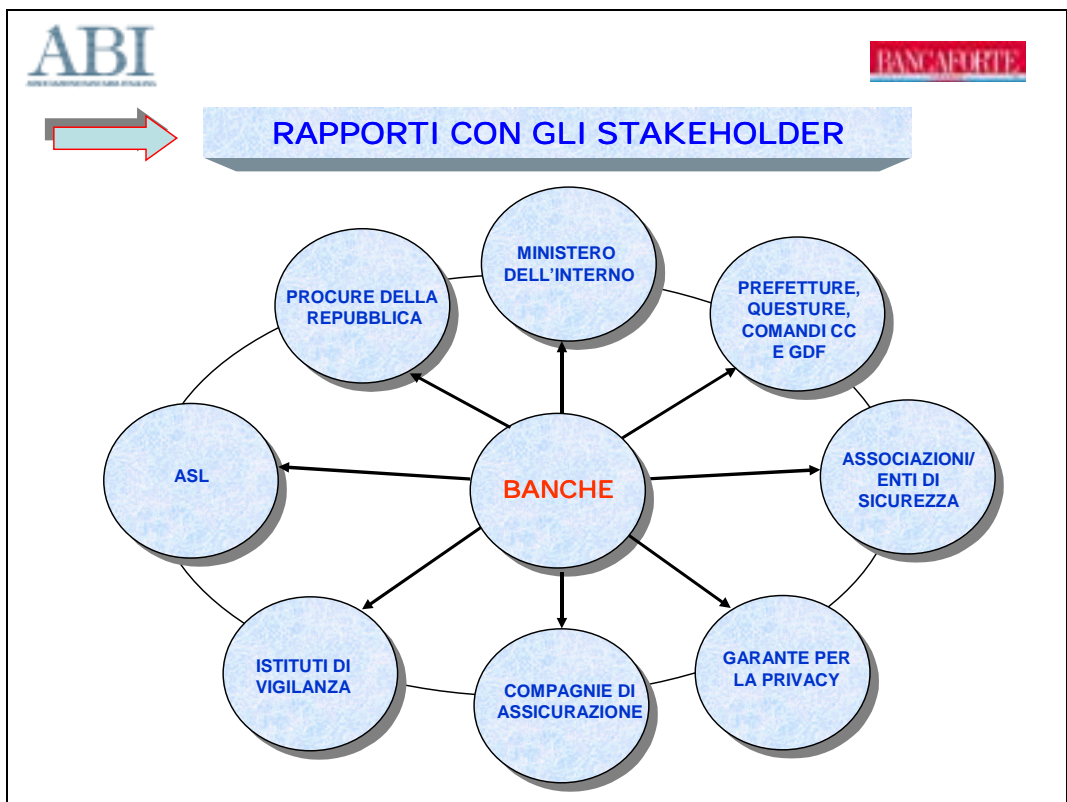 ABI
BANCAFORTE
RAPPORTI CON GLI STAKEHOLDER
MINISTERO
DELL'INTERNO
PREFETTURE,
QUESTURE,
COMANDI CC
E GDF
PROCURE DELLA
REPUBBLICA
ASSOCIAZIONI/
ENTI DI
SICUREZZA
ASL
BANCHE
GARANTE PER
LA PRIVACY
ISTITUTI DI
VIGILANZA
COMPAGNIE DI
ASSICURAZIONE